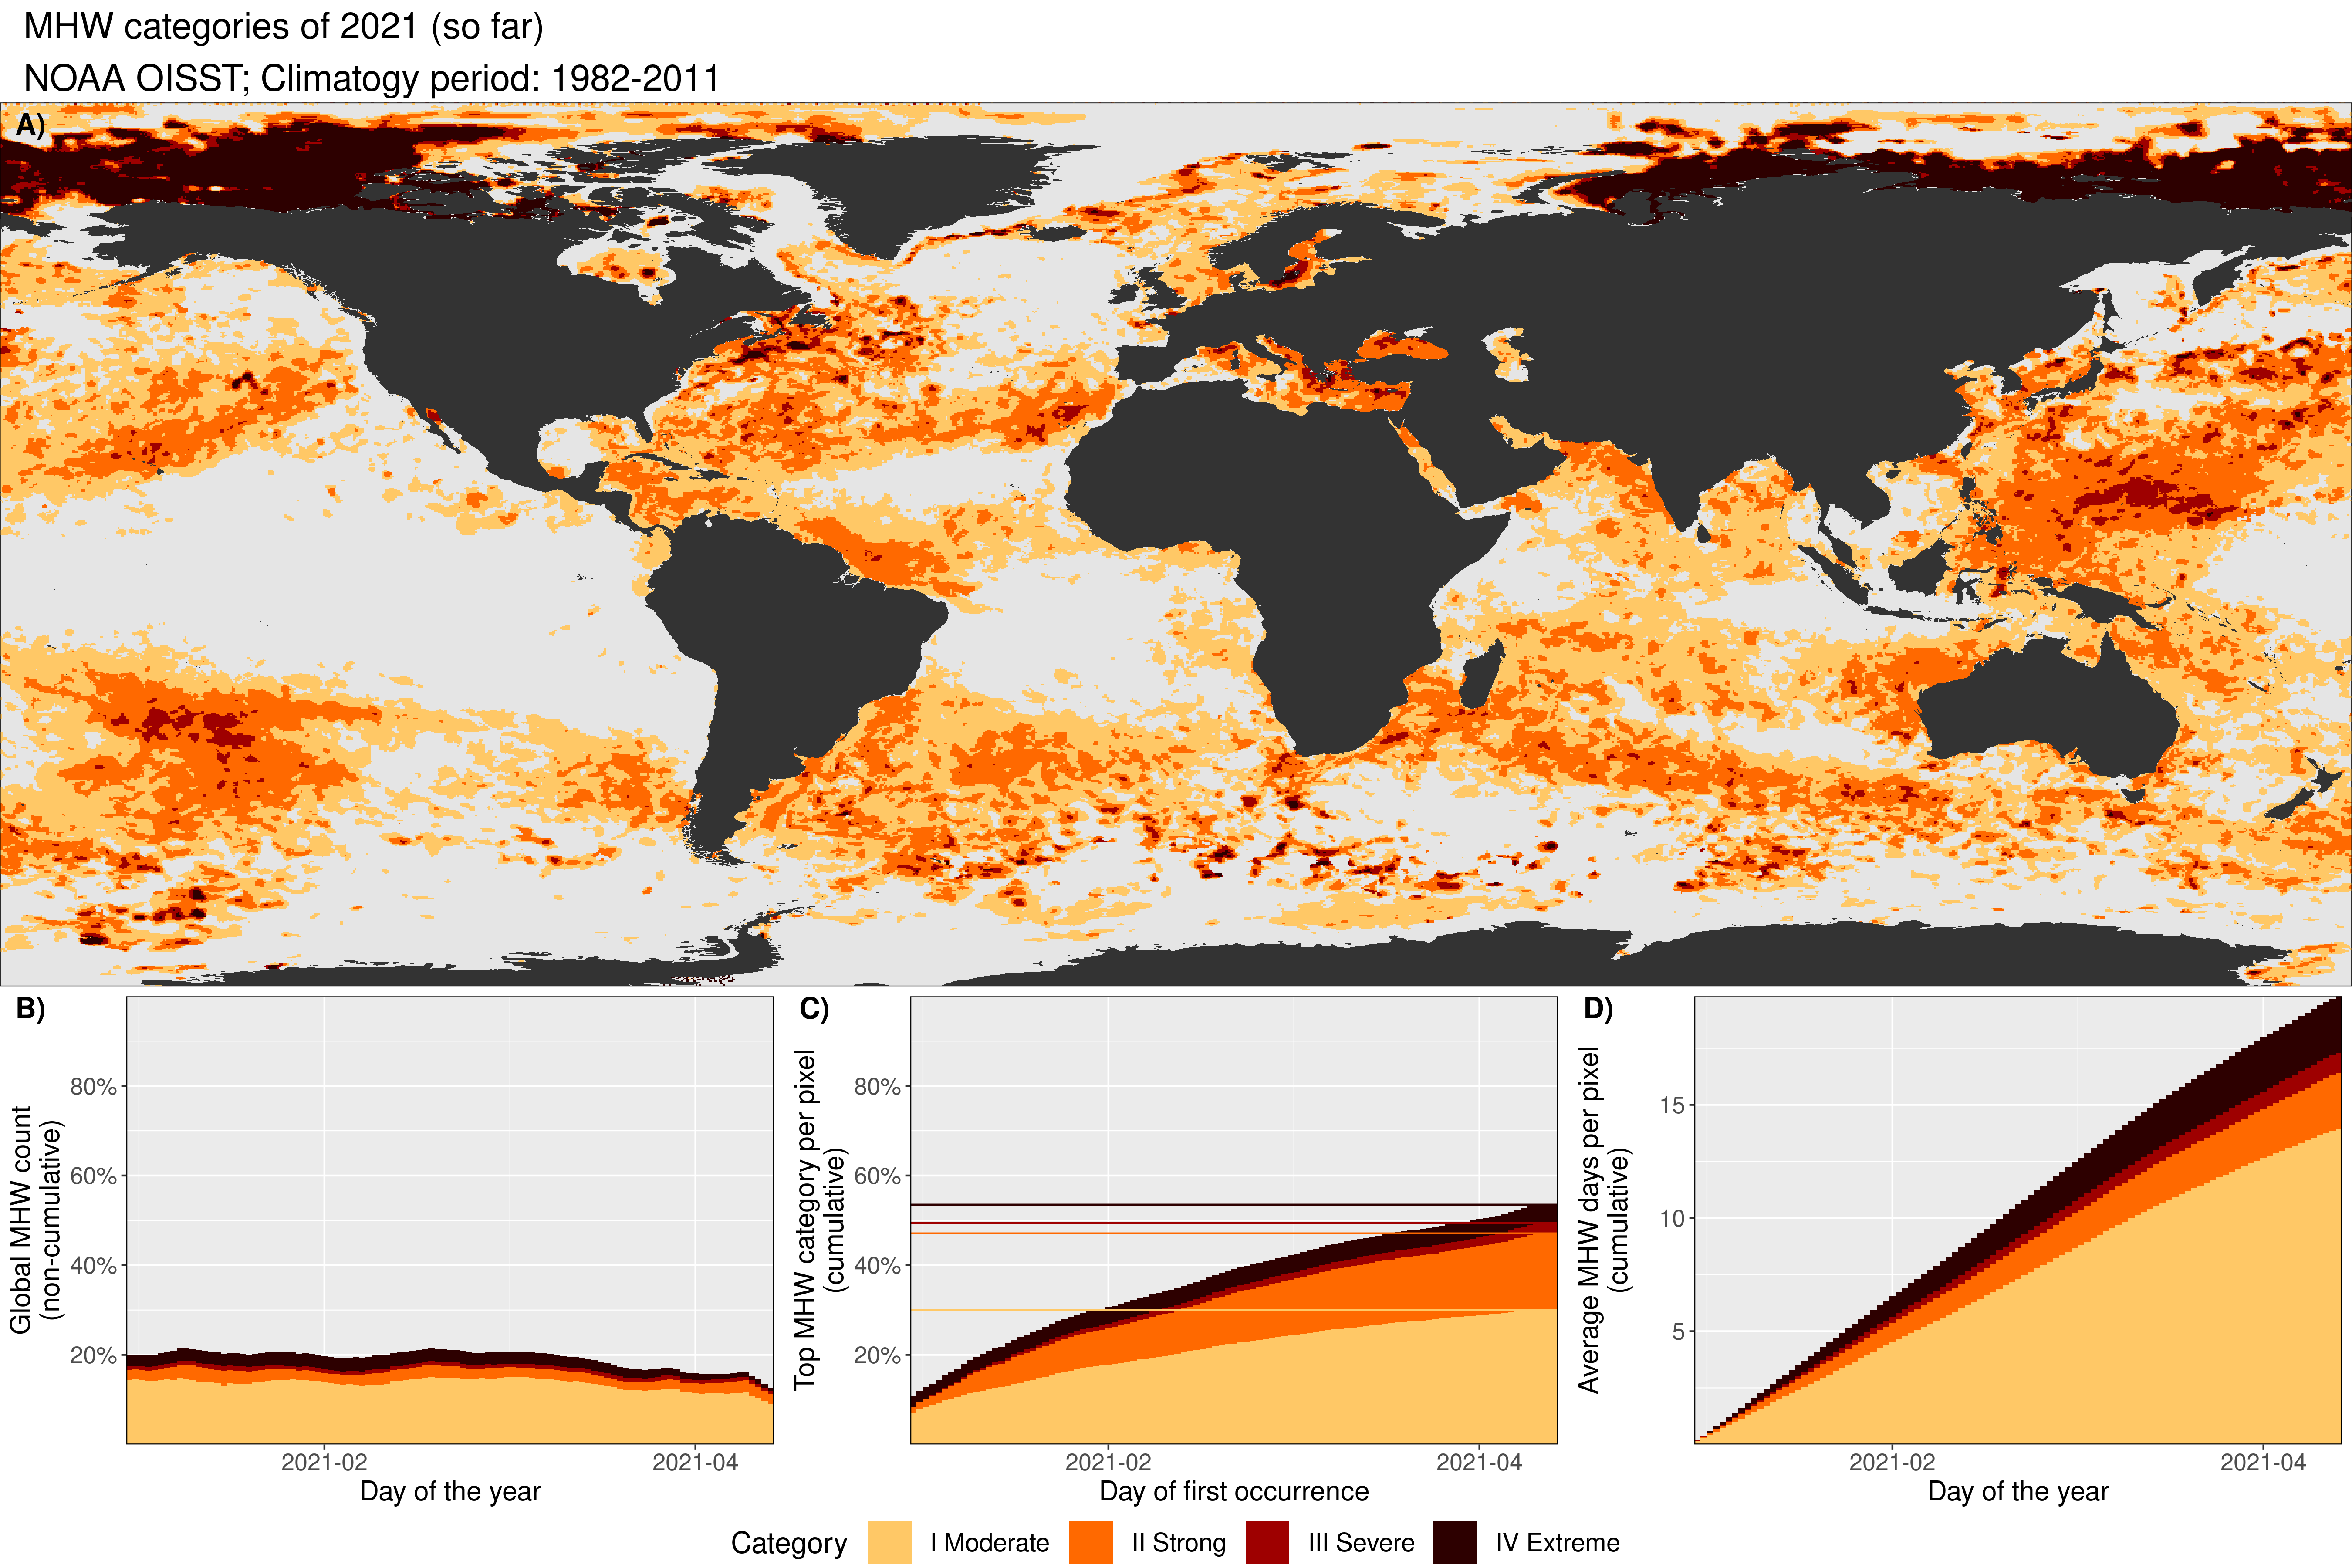 MHW categories of 2021 (so far)
NOAA OISST; Climatogy period: 1982-2011
A)
B)
Global MHW count
(non-cumulative)
80%
60%
40%
20%
2021-02
2021-04
Day of the year
C)
Top MHW category per pixel
(cumulative)
80%
60%
40%
20%
2021-02
2021-04
Day of first occurrence
D)
Average MHW days per pixel
(cumulative)
15
10
5
2021-02
2021-04
Day of the year
Category I Moderate II Strong III Severe IV Extreme